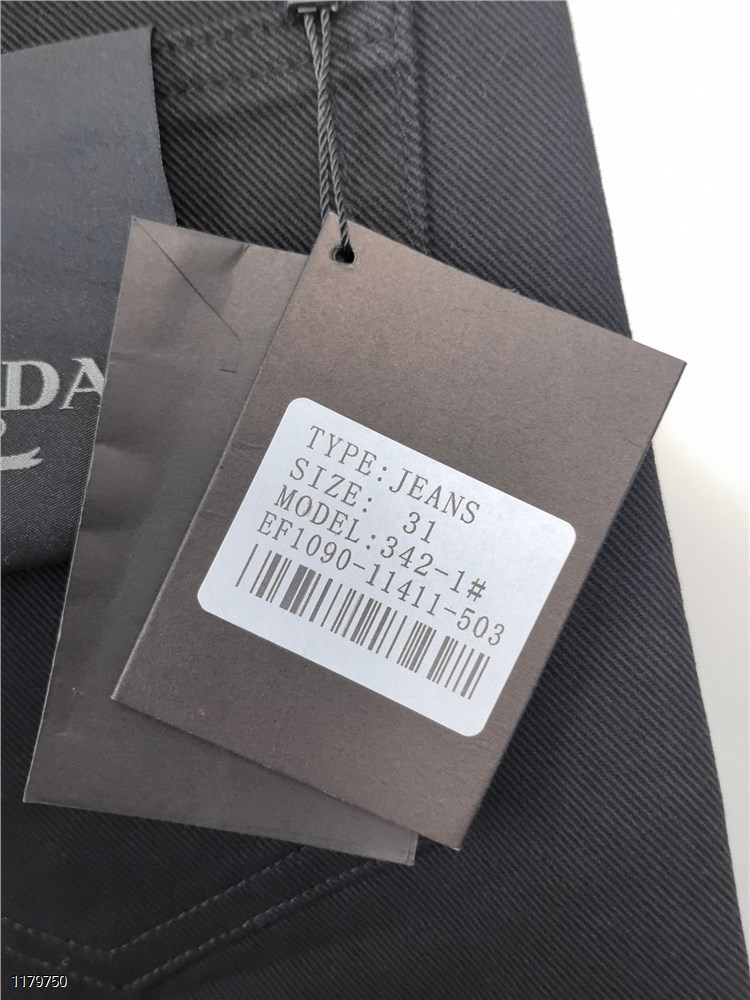 DA
TYPE:JEANS
SIZE: 31
MODEL:342-1#
EF1090-11411-503
1179750